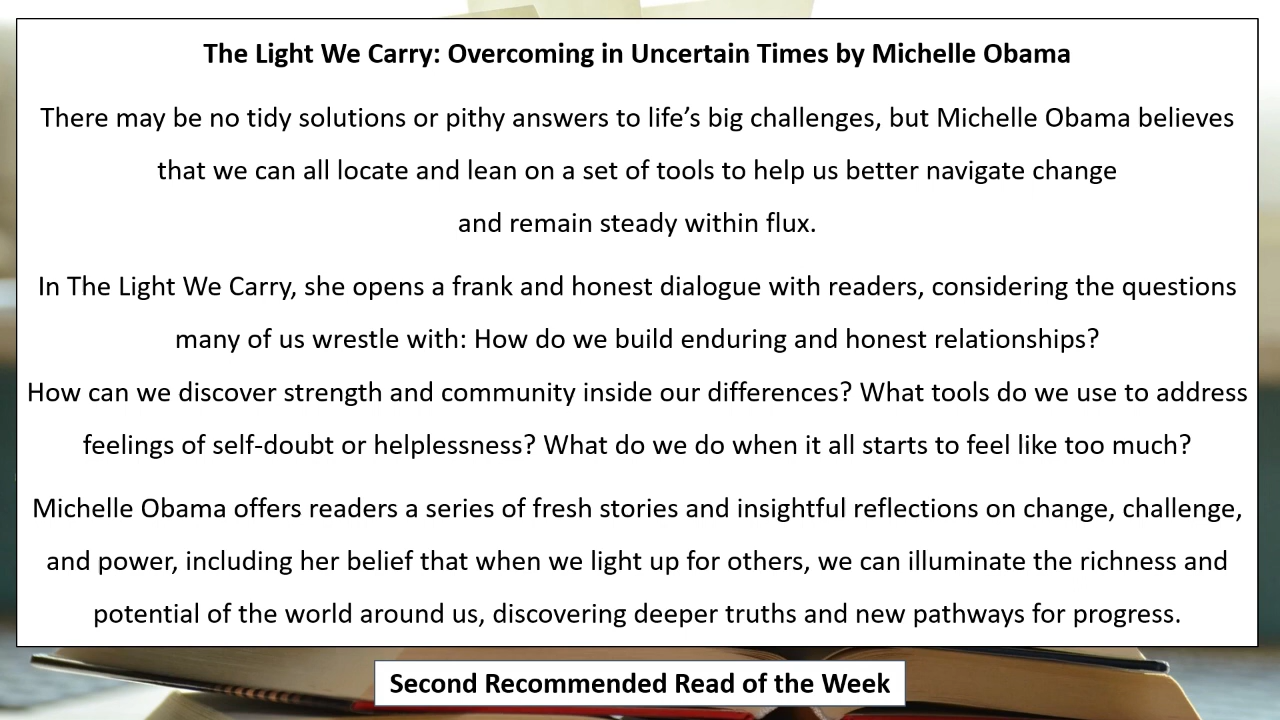 The Light We Carry: Overcoming in Uncertain Times by Michelle Obama
There may be no tidy solutions or pithy answers to life’s big challenges, but Michelle Obama believes
that we can all locate and lean on a set of tools to help us better navigate change
and remain steady within flux.
In The Light We Carry, she opens a frank and honest dialogue with readers, considering the questions
many of us wrestle with: How do we build enduring and honest relationships?
How can we discover strength and community inside our differences? What tools do we use to address
feelings of self-doubt or helplessness? What do we do when it all starts to feel like too much?
Michelle Obama offers readers a series of fresh stories and insightful reflections on change, challenge,
and power, including her belief that when we light up for others, we can illuminate the richness and
potential of the world around us, discovering deeper truths and new pathways for progress.
Second Recommended Read of the Week